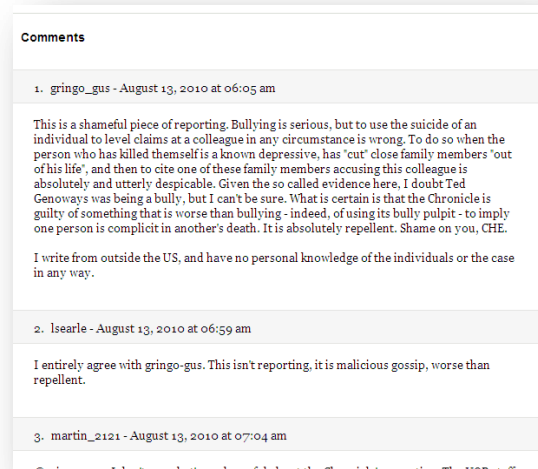 Comments
1. gringo_gus - August 13, 2010 at 06:05 am
This is a shameful piece of reporting. Bullying is serious, but to use the suicide of an
individual to level claims at a colleague in any circumstance is wrong. To do so when the
person who has killed themself is a known depressive, has "cut" close family members "out
of his life", and then to cite one of these family members accusing this colleague is
absolutely and utterly despicable. Given the so called evidence here, I doubt Ted
Genoways was being a bully, but I can't be sure. What is certain is that the Chronicle is
guilty of something that is worse than bullying - indeed, of using its bully pulpit - to imply
one person is complicit in another's death. It is absolutely repellent. Shame on you, CHE.
I write from outside the US, and have no personal knowledge of the individuals or the case
in any way.
2. lsearle - August 13, 2010 at 06:59 am
I entirely agree with gringo-gus. This isn't reporting, it is malicious gossip, worse than
repellent.
3. martin_2121 - August 13, 2010 at 07:04 am